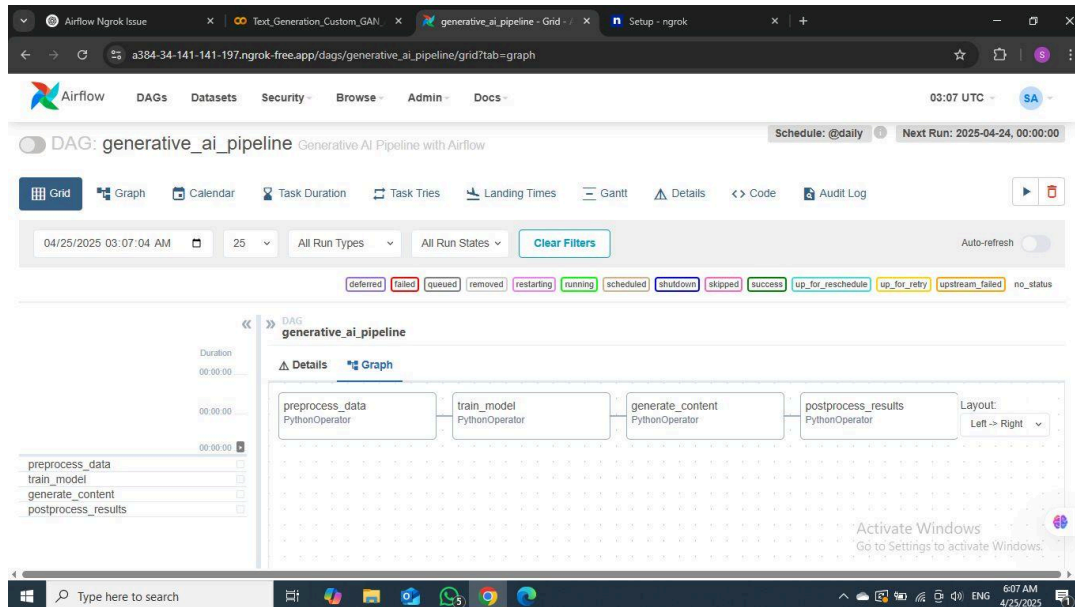 Airflow Ngrok Issue
Text_Generation_Custom_GAN_
generative_ai_pipeline - Grid - A
n Setup - ngrok
a384-34-141-141-197.ngrok-free.app/dags/generative_ai_pipeline/grid?tab=graph
S
Airflow DAGs Datasets Security Browse Admin Docs 03:07 UTC SA
DAG: generative_ai_pipeline Generative AI Pipeline with Airflow
Schedule: @daily Next Run: 2025-04-24, 00:00:00
Grid Graph Calendar Task Duration Task Tries Landing Times Gantt Details <> Code Audit Log
04/25/2025 03:07:04 AM 25 All Run Types All Run States Clear Filters Auto-refresh
deferred failed queued removed restarting running scheduled shutdown skipped success up_for_reschedule up_for_retry upstream_failed no_status
DAG
generative_ai_pipeline
Duration
00:00:00
00:00:00
00:00:00
Details Graph
preprocess_data
PythonOperator
train_model
PythonOperator
generate_content
PythonOperator
postprocess_results
PythonOperator
Layout:
Left -> Right
preprocess_data
train_model
generate_content
postprocess_results
Activate Windows
Go to Settings to activate Windows.
Type here to search
5
ENG
6:07 AM
4/25/2025
1